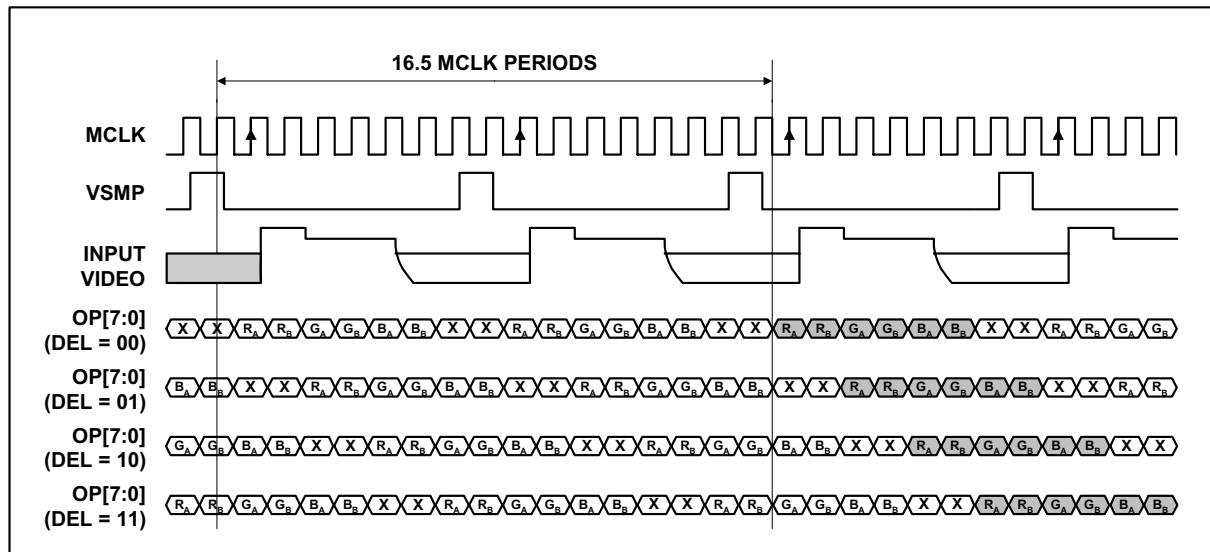 16.5 MCLK PERIODS
MCLK
VSMP
INPUT
VIDEO
OP[7:0]
(DEL = 00)
X X RA RB GA GB BA BB X X RA RB GA GB BA BB X X RA RB GA GB BA BB X X RA RB GA GB
OP[7:0]
(DEL = 01)
BA BB X X RA RB GA GB BA BB X X RA RB GA GB BA BB X X RA RB GA GB BA BB X X RA RB
OP[7:0]
(DEL = 10)
GA GB BA BB X X RA RB GA GB BA BB X X RA RB GA GB BA BB X X RA RB GA GB BA BB X X
OP[7:0]
(DEL = 11)
RA RB GA GB BA BB X X RA RB GA GB BA BB X X RA RB GA GB BA BB X X RA RB GA GB BA BB